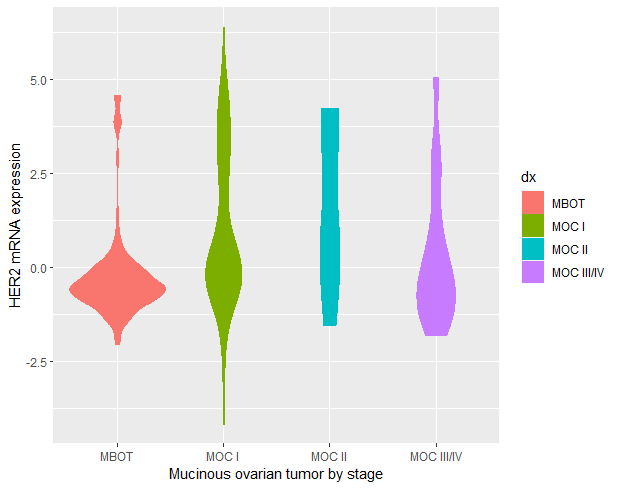 HER2 mRNA expression
5.0
2.5
0.0
-2.5
MBOT
MOC I
MOC II
MOC III/IV
Mucinous ovarian tumor by stage
dx
MBOT
MOC I
MOC II
MOC III/IV